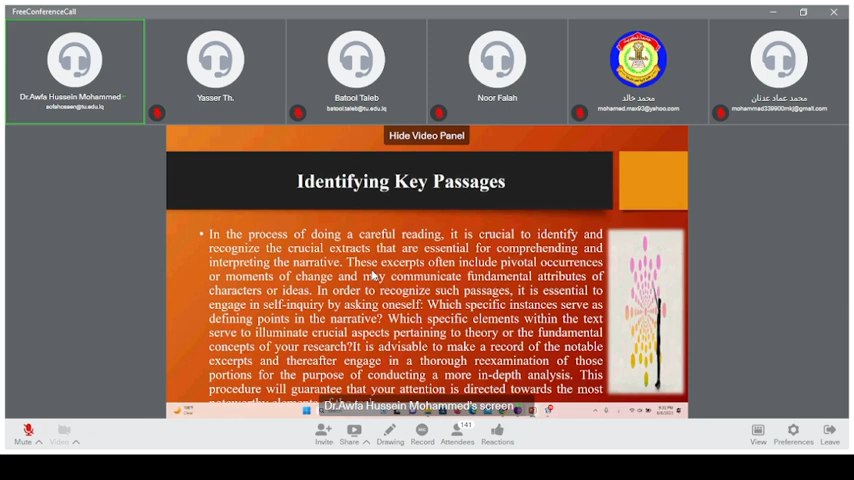 FreeConferenceCall
Dr.Awfa Hussein Mohammed
aofahossen@tu.edu.iq
Yasser Th.
Batool Taleb
batool.taleb@tu.edu.iq
Noor Falah
محمد خالد
mohamed.max93@yahoo.com
محمد عماد عدنان
mohammad339900mkj@gmail.com
Hide Video Panel
Identifying Key Passages
• In the process of doing a careful reading, it is crucial to identify and
recognize the crucial extracts that are essential for comprehending and
interpreting the narrative. These excerpts often include pivotal occurrences
or moments of change and may communicate fundamental attributes of
characters or ideas. In order to recognize such passages, it is essential to
engage in self-inquiry by asking oneself: Which specific instances serve as
defining points in the narrative? Which specific elements within the text
serve to illuminate crucial aspects pertaining to theory or the fundamental
concepts of your research?It is advisable to make a record of the notable
excerpts and thereafter engage in a thorough reexamination of those
portions for the purpose of conducting a more in-depth analysis. This
procedure will guarantee that your attention is directed towards the most
Dr.Awfa Hussein Mohammed's screen
Mute
Video
Invite
Share
Drawing
Record
141
Attendees
Reactions
View
Preferences
Leave